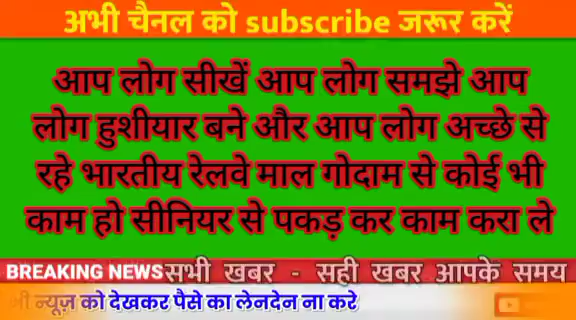 अभी चैनल को subscribe जरूर करें
आप लोग सीखें आप लोग समझे आप
लोग हुशीयार बने और आप लोग अच्छे से
रहे भारतीय रेलवे माल गोदाम से कोई भी
काम हो सीनियर से पकड़ कर काम करा ले
BREAKING NEWS सभी खबर - सही खबर आपके समय
न्यूज़ को देखकर पैसे का लेनदेन ना करे